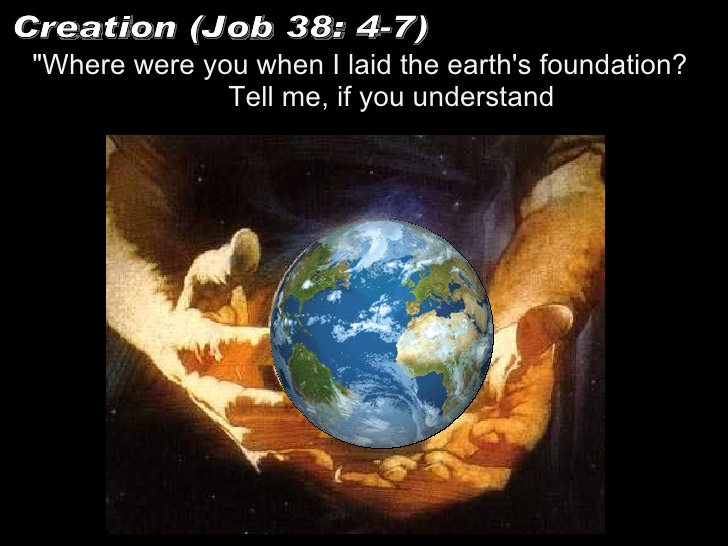 Creation (Job 38: 4-7)
"Where were you when I laid the earth's foundation?
Tell me, if you understand